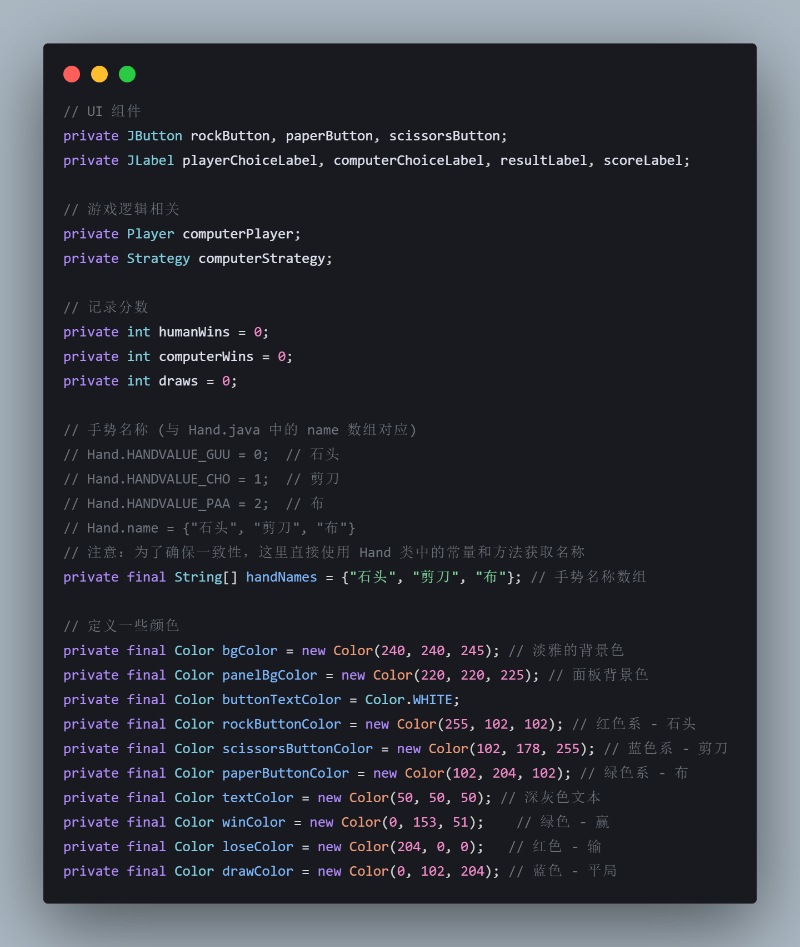 // UI 组件
private JButton rockButton, paperButton, scissorsButton;
private JLabel playerChoiceLabel, computerChoiceLabel, resultLabel, scoreLabel;
// 游戏逻辑相关
private Player computerPlayer;
private Strategy computerStrategy;
// 记录分数
private int humanWins = 0;
private int computerWins = 0;
private int draws = 0;
// 手势名称 (与 Hand.java 中的 name 数组对应)
// Hand.HANDVALUE_GUU = 0;  // 石头
// Hand.HANDVALUE_CHO = 1;  // 剪刀
// Hand.HANDVALUE_PAA = 2;  // 布
// Hand.name = {"石头", "剪刀", "布"}
// 注意：为了确保一致性，这里直接使用 Hand 类中的常量和方法获取名称
private final String[] handNames = {"石头", "剪刀", "布"}; // 手势名称数组
// 定义一些颜色
private final Color bgColor = new Color(240, 240, 245); // 淡雅的背景色
private final Color panelBgColor = new Color(220, 220, 225); // 面板背景色
private final Color buttonTextColor = Color.WHITE;
private final Color rockButtonColor = new Color(255, 102, 102); // 红色系 - 石头
private final Color scissorsButtonColor = new Color(102, 178, 255); // 蓝色系 - 剪刀
private final Color paperButtonColor = new Color(102, 204, 102); // 绿色系 - 布
private final Color textColor = new Color(50, 50, 50); // 深灰色文本
private final Color winColor = new Color(0, 153, 51);    // 绿色 - 赢
private final Color loseColor = new Color(204, 0, 0);   // 红色 - 输
private final Color drawColor = new Color(0, 102, 204); // 蓝色 - 平局